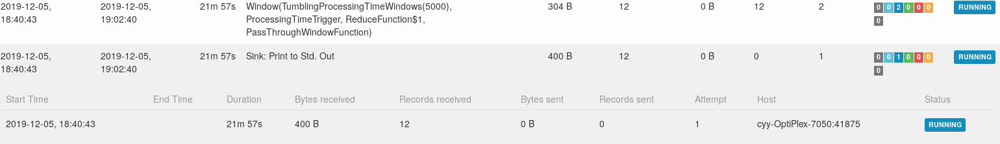 2019-12-05, 2019-12-05, 21m 57s Window(TumblingProcessingTimeWindows(5000), 304 B 12 0 B 12 2 0 0 2 0 0 0 RUNNING
18:40:43 19:02:40 ProcessingTimeTrigger, ReduceFunction$1, 0
PassThroughWindowFunction)
2019-12-05, 2019-12-05, 21m 57s Sink: Print to Std. Out 400 B 12 0 B 0 1 0 0 1 0 0 0 RUNNING
18:40:43 19:02:40 0
Start Time End Time Duration Bytes received Records received Bytes sent Records sent Attempt Host Status
2019-12-05, 18:40:43 21m 57s 400 B 12 0 B 0 1 cyy-OptiPlex-7050:41875 RUNNING